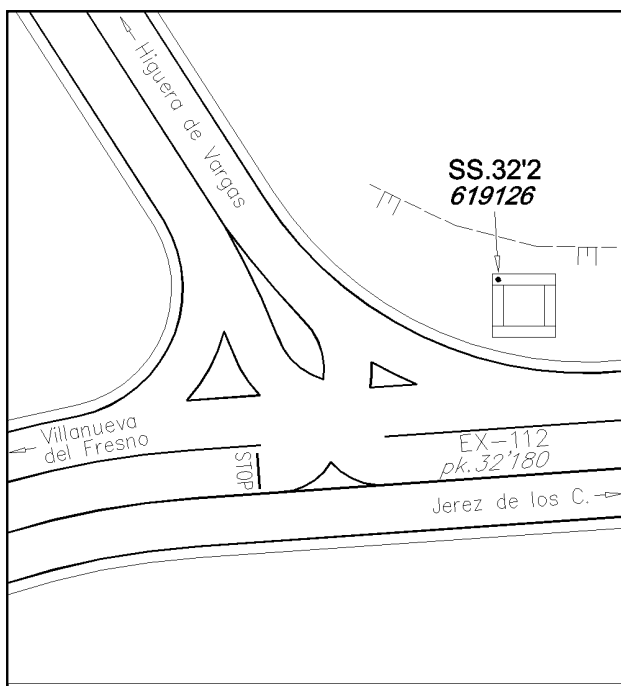 Higuera de Vargas
SS.32'2
619126
E
E
Villanueva
del Fresno
STOP
EX-112
pk.32'180
Jerez de los C.